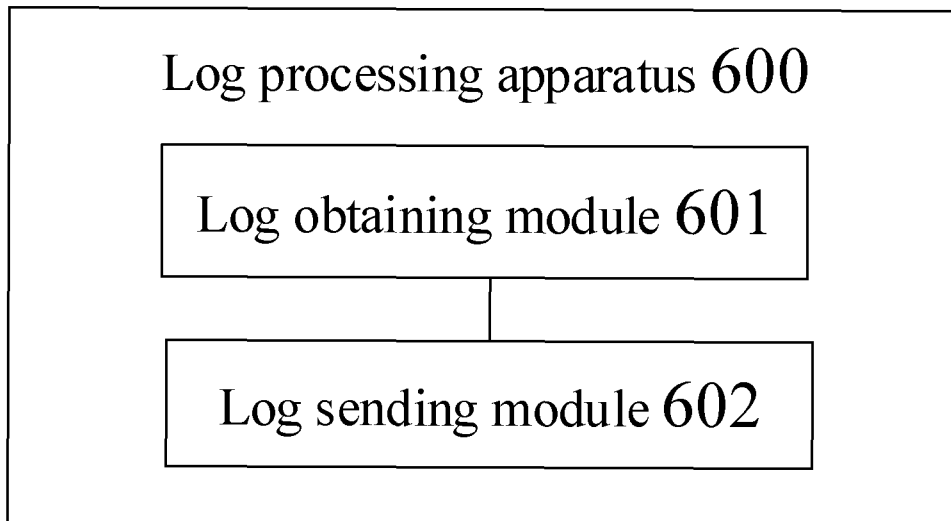 Log processing apparatus 600
Log obtaining module 601
Log sending module 602